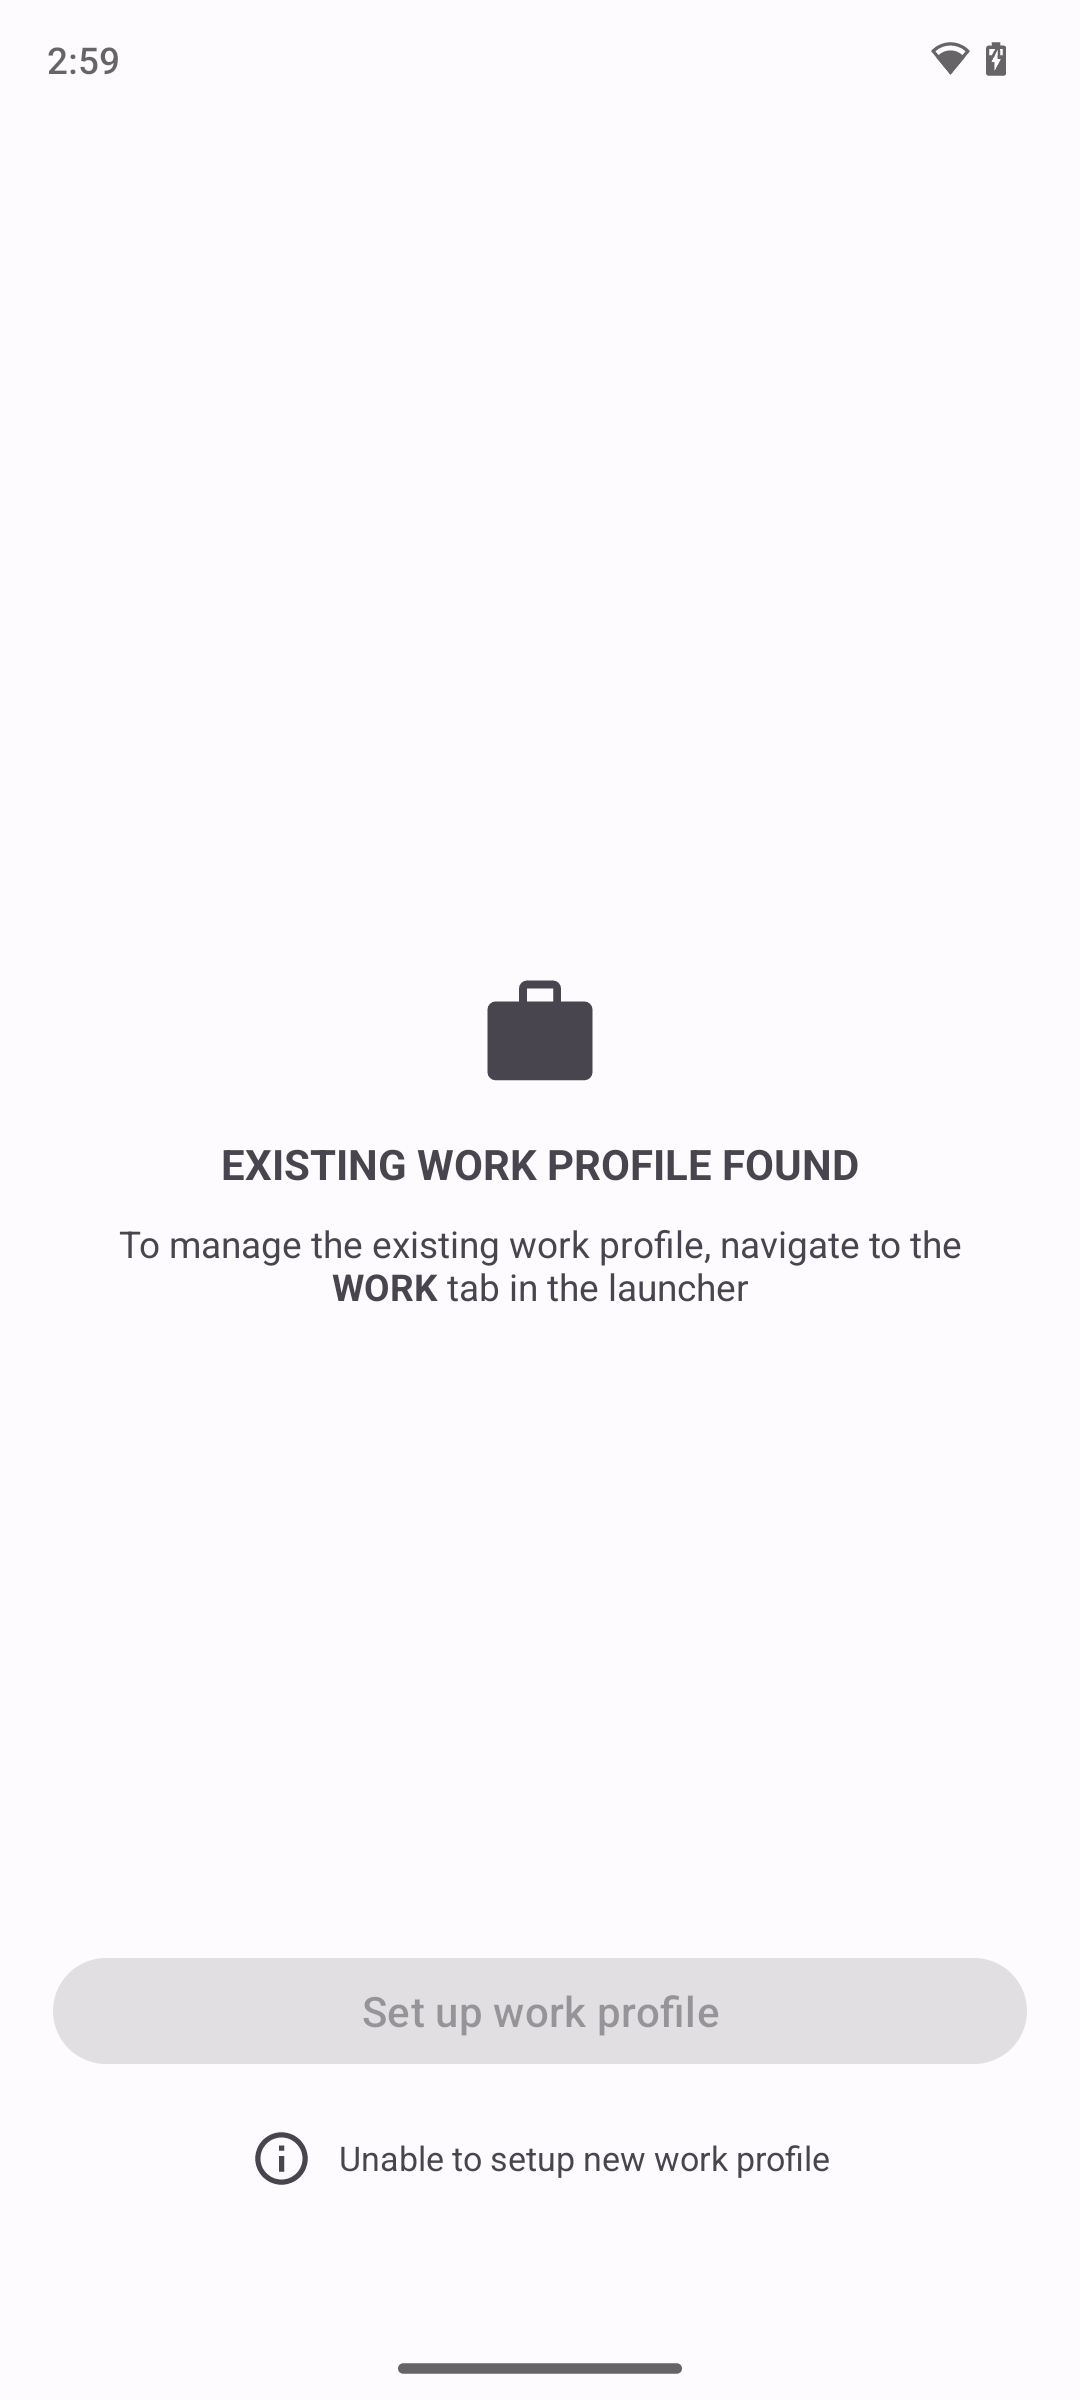 2:59
EXISTING WORK PROFILE FOUND
To manage the existing work profile, navigate to the
WORK tab in the launcher
Set up work profile
Unable to setup new work profile